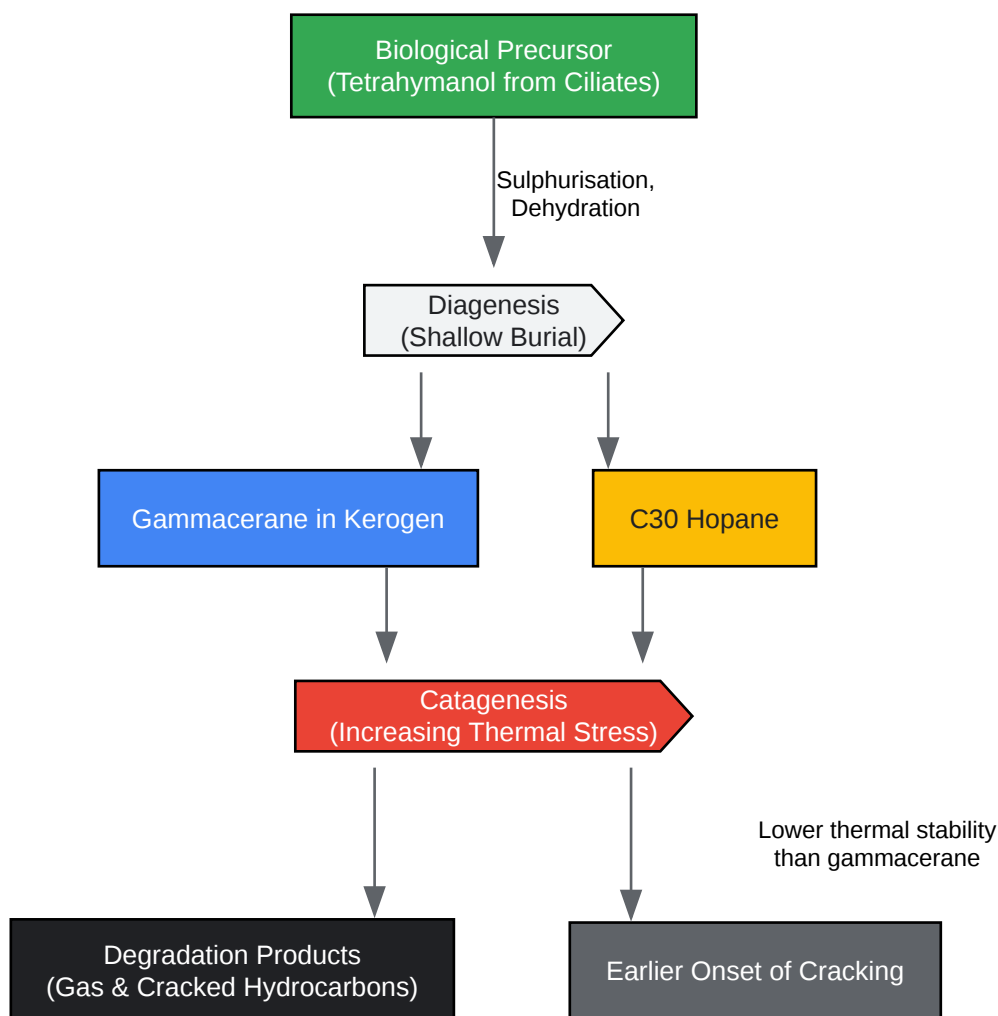 Biological Precursor
(Tetrahymanol from Ciliates)
Sulphurisation,
Dehydration
Diagenesis
(Shallow Burial)
Gammacerane in Kerogen
C30 Hopane
Catagenesis
(Increasing Thermal Stress)
Lower thermal stability
than gammacerane
Degradation Products
(Gas & Cracked Hydrocarbons)
Earlier Onset of Cracking